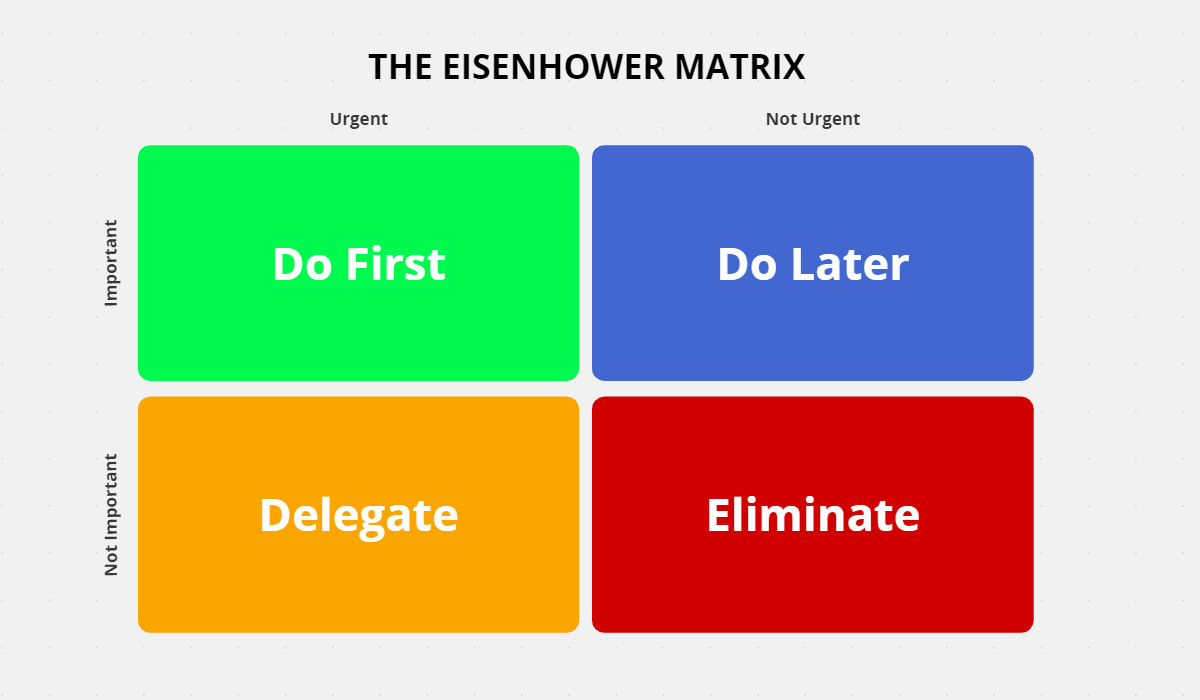 THE EISENHOWER MATRIX
Urgent
Not Urgent
Important
Do First
Do Later
Not Important
Delegate
Eliminate